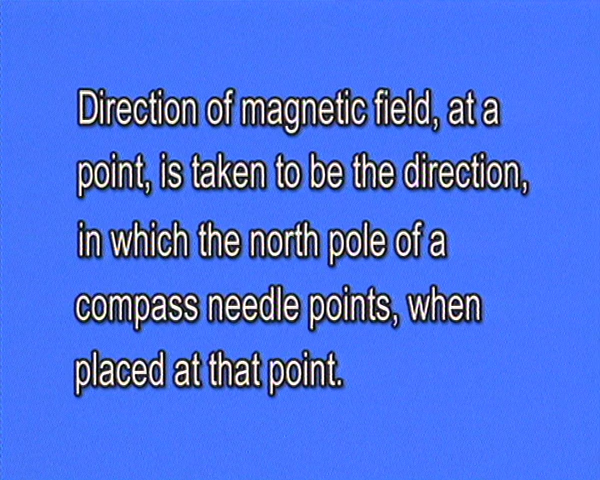 Direction of magnetic field, at a
point, is taken to be the direction,
in which the north pole of a
compass needle points, when
placed at that point.